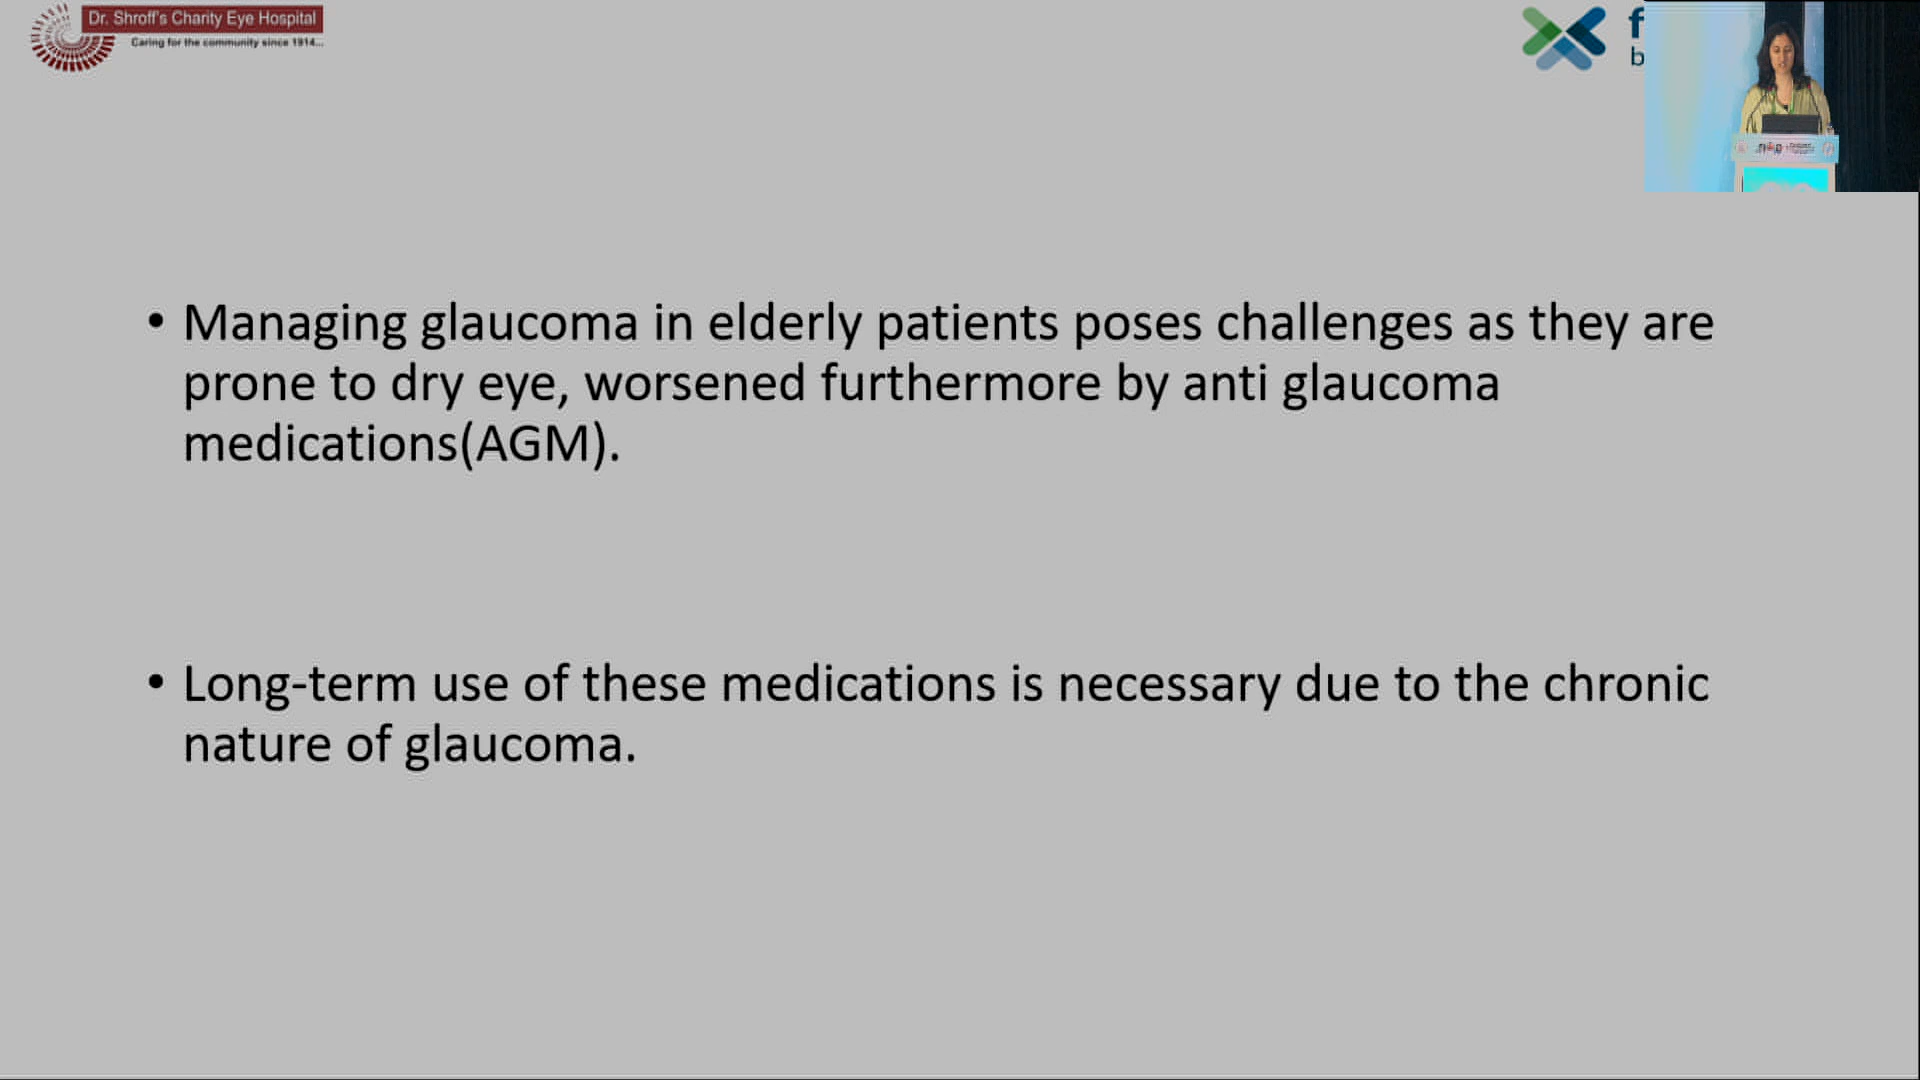 Dr. Shroff's Charity Eye Hospital
Caring for the community since 1914...
• Managing glaucoma in elderly patients poses challenges as they are
prone to dry eye, worsened furthermore by anti glaucoma
medications(AGM).
• Long-term use of these medications is necessary due to the chronic
nature of glaucoma.